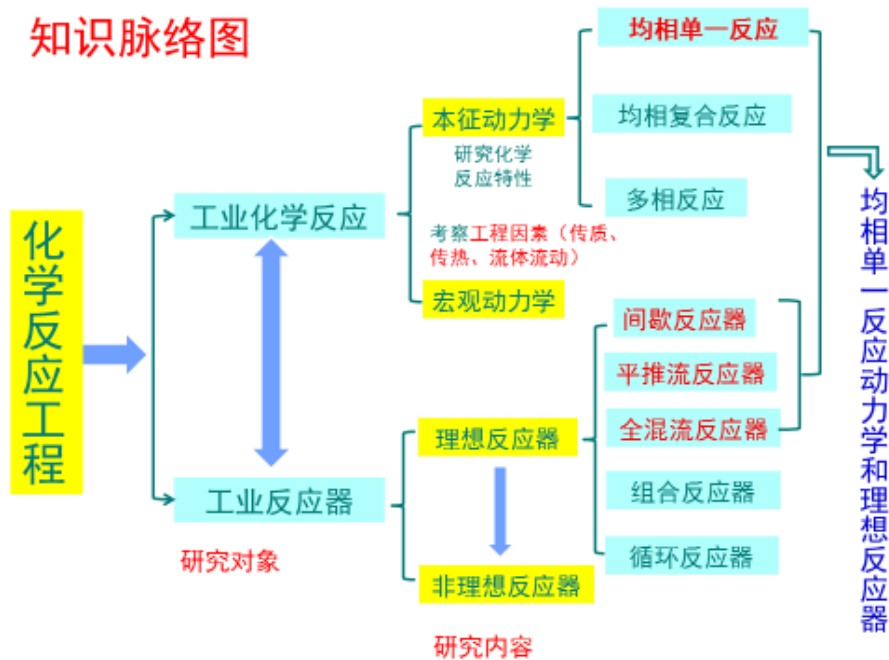 知识脉络图
化学反应工程
工业化学反应
工业反应器
研究对象
本征动力学
研究化学
反应特性
考察工程因素（传质、
传热、流体流动）
宏观动力学
理想反应器
非理想反应器
研究内容
均相单一反应
均相复合反应
多相反应
间歇反应器
平推流反应器
全混流反应器
组合反应器
循环反应器
均相单一反应动力学和理想反应器